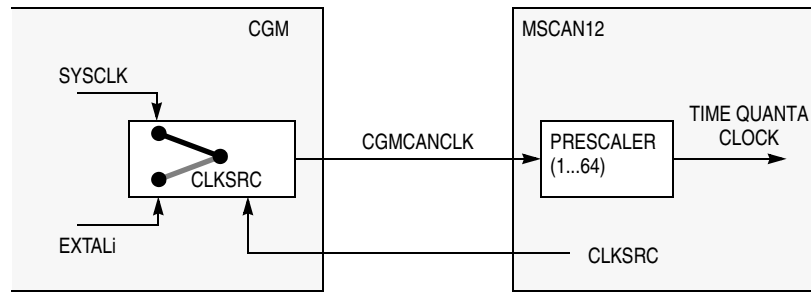 CGM
MSCAN12
SYSCLK
TIME QUANTA
CLOCK
CGMCANCLK
PRESCALER
(1...64)
CLKSRC
EXTALi
CLKSRC